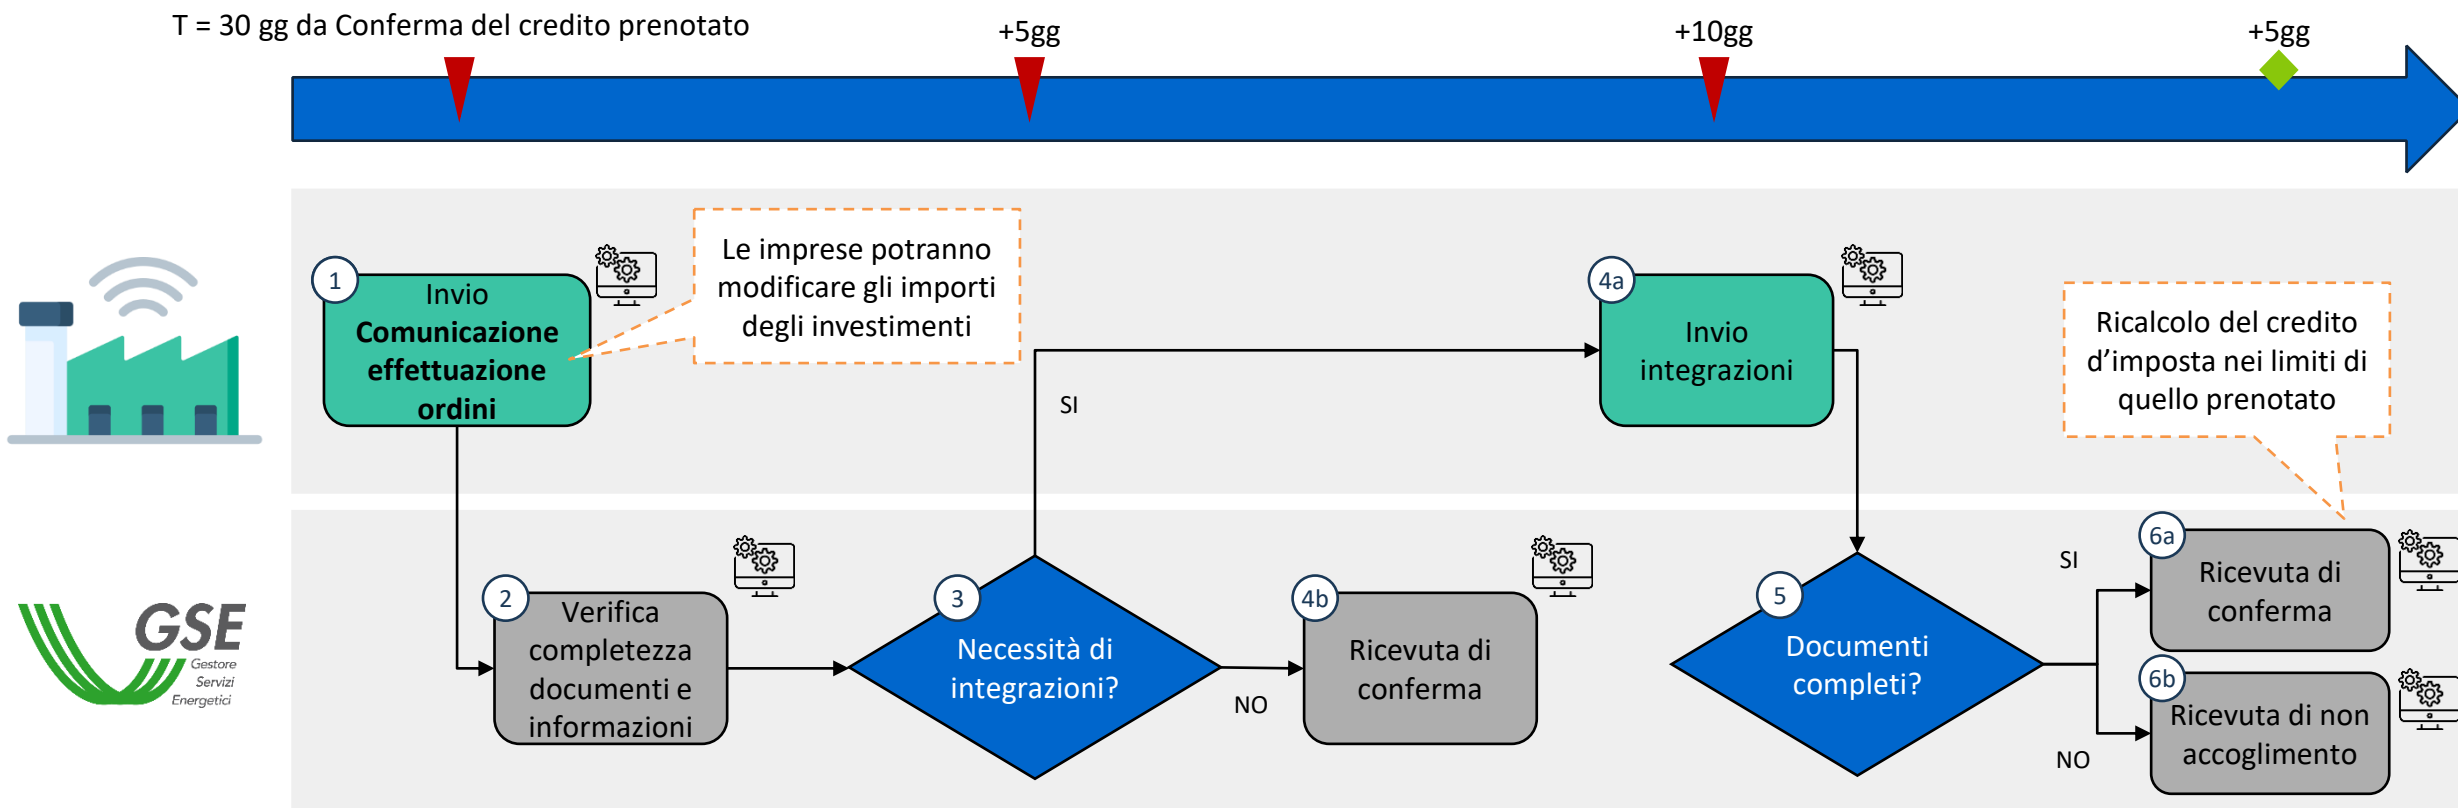 T = 30 gg da Conferma del credito prenotato
+5gg
+10gg
+5gg
1
Invio
Comunicazione
effettuazione
ordini
Le imprese potranno
modificare gli importi
degli investimenti
4a
Invio
integrazioni
Ricalcolo del credito
d’imposta nei limiti di
quello prenotato
SI
GSE
Gestore
Servizi
Energetici
2
Verifica
completezza
documenti e
informazioni
3
Necessità di
integrazioni?
NO
4b
Ricevuta di
conferma
5
Documenti
completi?
SI
NO
6a
Ricevuta di
conferma
6b
Ricevuta di non
accoglimento